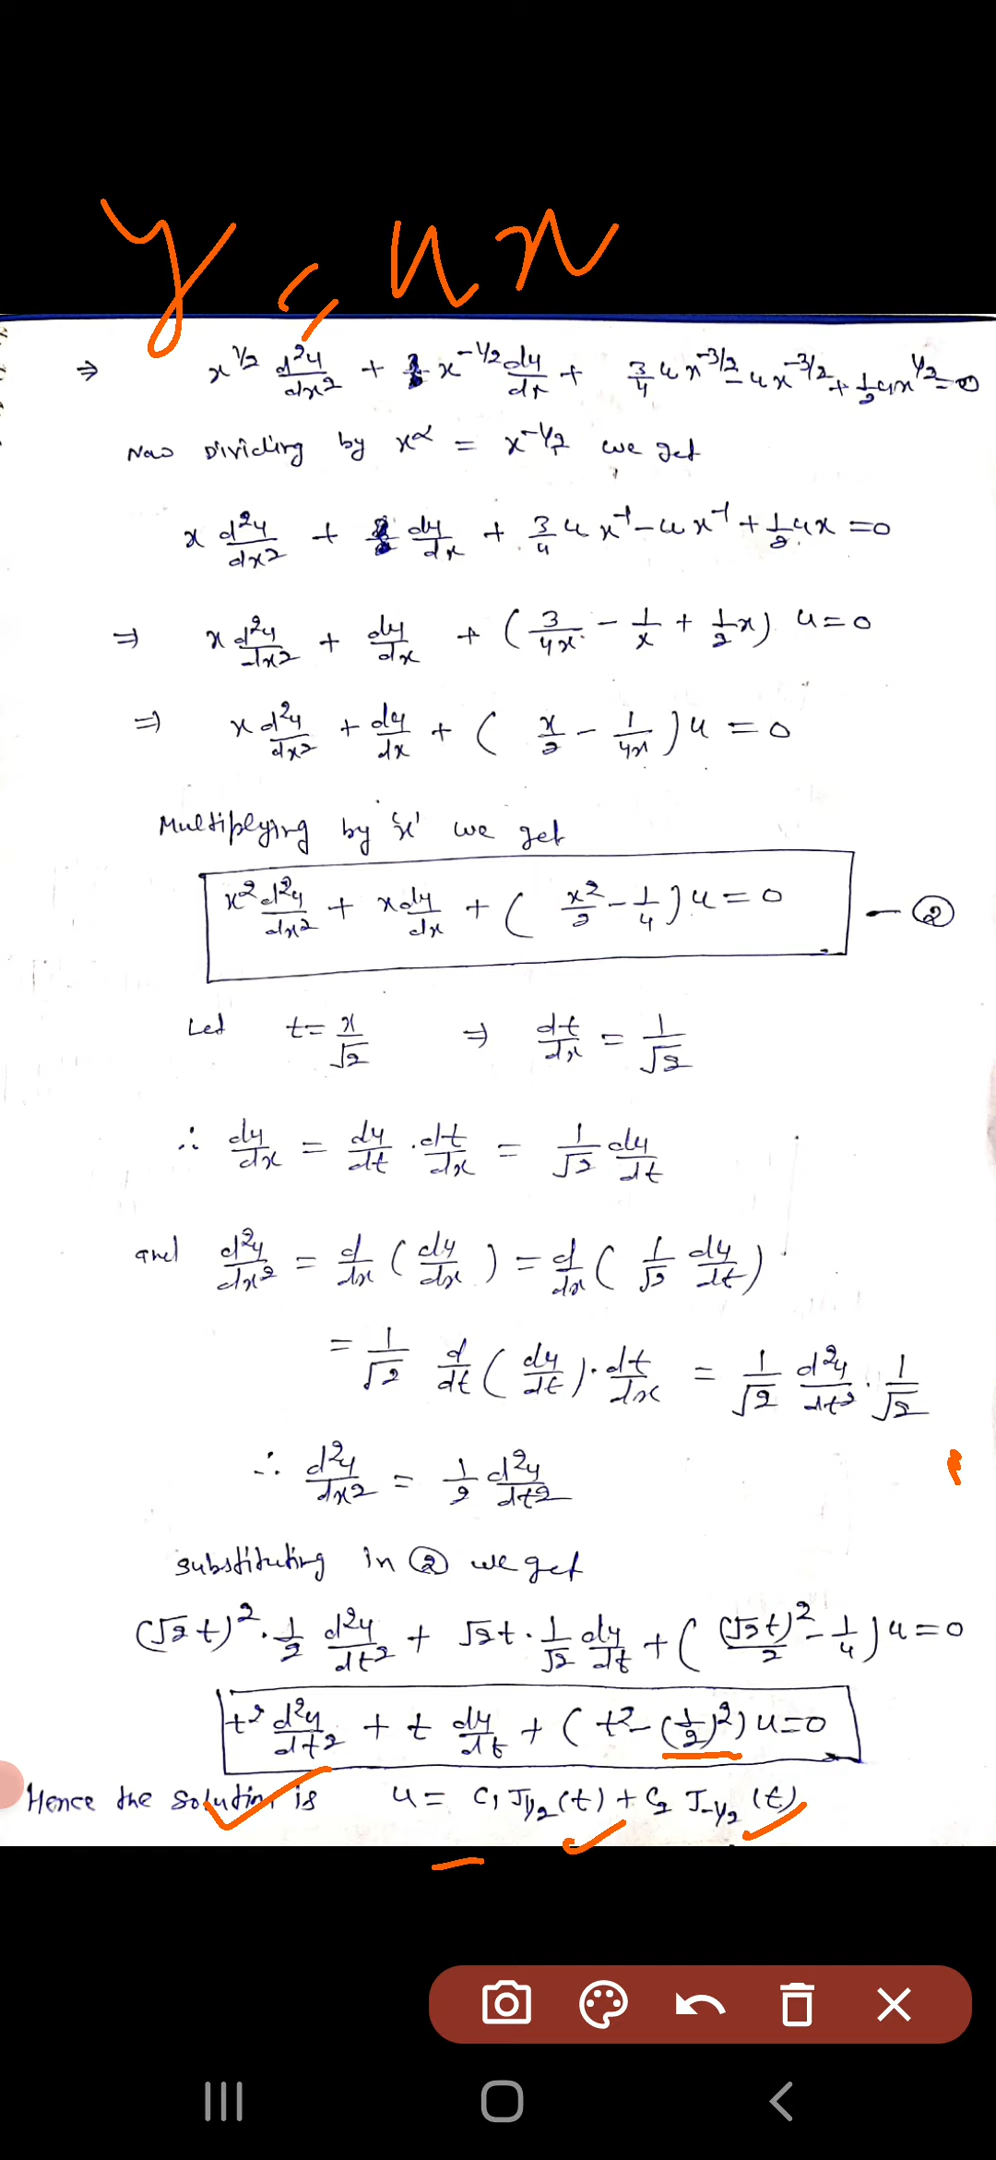 y = ux
⇒ x^1/2 d²u/dx² + x^-1/2 du/dx + 3/4 u x^-3/2 - u x^-3/2 + 1/2 u x^1/2 = 0
Now Dividing by x^α = x^-1/2 we get
x d²u/dx² + du/dx + 3/4 u x^-1 - u x^-1 + 1/2 u x = 0
⇒ x d²u/dx² + du/dx + (3/4x - 1/x + 1/2 x) u = 0
⇒ x d²u/dx² + du/dx + (x/2 - 1/4x) u = 0
Multiplying by 'x' we get
x² d²u/dx² + x du/dx + (x²/2 - 1/4) u = 0 — ②
Let t = x/√2 ⇒ dt/dx = 1/√2
∴ du/dx = du/dt · dt/dx = 1/√2 du/dt
and d²u/dx² = d/dx (du/dx) = d/dx (1/√2 du/dt)
= 1/√2 d/dt (du/dt) · dt/dx = 1/√2 d²u/dt² · 1/√2
∴ d²u/dx² = 1/2 d²u/dt²
substituting in ② we get
(√2 t)² · 1/2 d²u/dt² + √2 t · 1/√2 du/dt + ((√2 t)²/2 - 1/4) u = 0
t² d²u/dt² + t du/dt + (t² - (1/2)²) u = 0
Hence the solution is u = c₁ J_1/2 (t) + c₂ J_-1/2 (t)